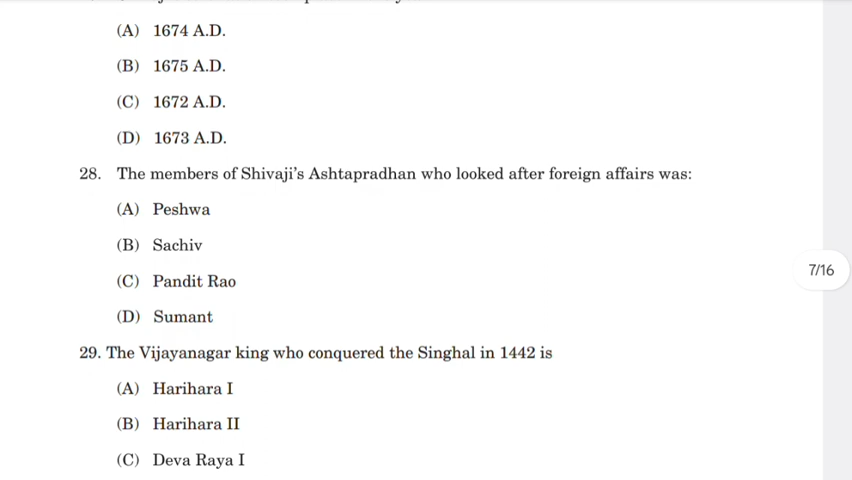 (A) 1674 A.D.
(B) 1675 A.D.
(C) 1672 A.D.
(D) 1673 A.D.
28. The members of Shivaji's Ashtapradhan who looked after foreign affairs was:
(A) Peshwa
(B) Sachiv
7/16
(C) Pandit Rao
(D) Sumant
29. The Vijayanagar king who conquered the Singhal in 1442 is
(A) Harihara I
(B) Harihara II
(C) Deva Raya I